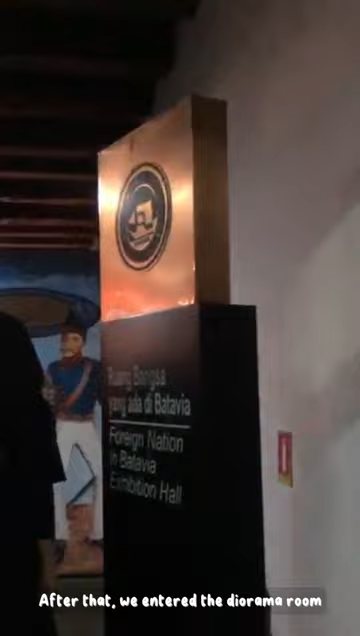 Ruang Bangsa
yang ada di Batavia
Foreign Nation
In Batavia
Exhibition Hall
After that, we entered the diorama room